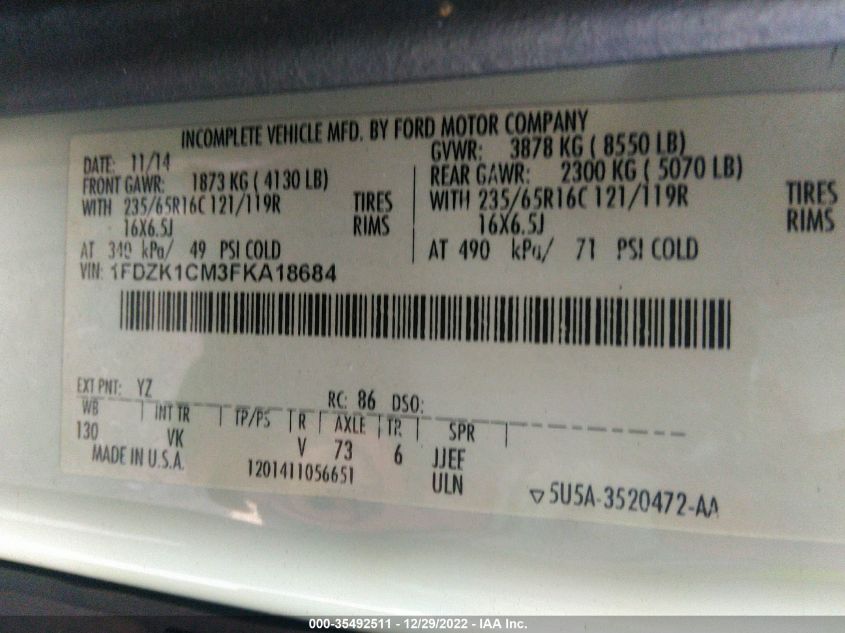 INCOMPLETE VEHICLE MFD. BY FORD MOTOR COMPANY
DATE: 11/14 GVWR: 3878 KG ( 8550 LB)
FRONT GAWR: 1873 KG ( 4130 LB) REAR GAWR: 2300 KG ( 5070 LB)
WITH 235/65R16C 121/119R TIRES WITH 235/65R16C 121/119R TIRES
16X6.5J RIMS 16X6.5J RIMS
AT 340 kPa/ 49 PSI COLD AT 490 kPa/ 71 PSI COLD
VIN: 1FDZK1CM3FKA18684
EXT PNT: YZ RC: 86 DSO:
WB INT TR TP/PS R AXLE TR SPR
130 VK V 73 6 JJEF
MADE IN U.S.A. 1201411056651 ULN
▽ 5U5A-3520472-AA
000-35492511 - 12/29/2022 - IAA Inc.